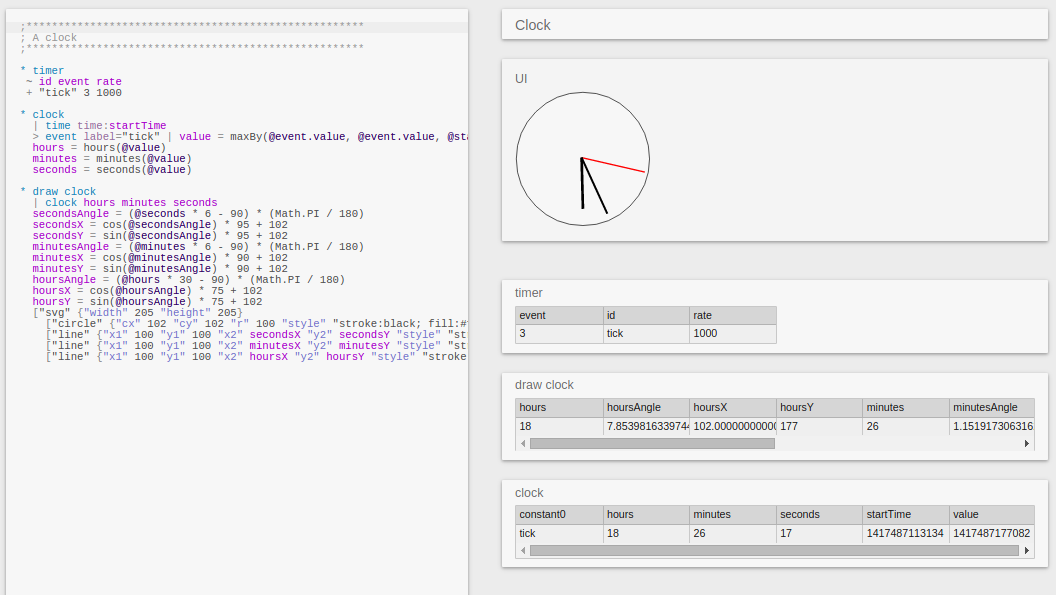 ;*****************************************************
; A clock
;*****************************************************
* timer
~ id event rate
+ "tick" 3 1000
* clock
| time time:startTime
> event label="tick" | value = maxBy(@event.value, @event.value, @sta
hours = hours(@value)
minutes = minutes(@value)
seconds = seconds(@value)
* draw clock
| clock hours minutes seconds
secondsAngle = (@seconds * 6 - 90) * (Math.PI / 180)
secondsX = cos(@secondsAngle) * 95 + 102
secondsY = sin(@secondsAngle) * 95 + 102
minutesAngle = (@minutes * 6 - 90) * (Math.PI / 180)
minutesX = cos(@minutesAngle) * 90 + 102
minutesY = sin(@minutesAngle) * 90 + 102
hoursAngle = (@hours * 30 - 90) * (Math.PI / 180)
hoursX = cos(@hoursAngle) * 75 + 102
hoursY = sin(@hoursAngle) * 75 + 102
["svg" {"width" 205 "height" 205}
["circle" {"cx" 102 "cy" 102 "r" 100 "style" "stroke:black; fill:#
["line" {"x1" 100 "y1" 100 "x2" secondsX "y2" secondsY "style" "st
["line" {"x1" 100 "y1" 100 "x2" minutesX "y2" minutesY "style" "st
["line" {"x1" 100 "y1" 100 "x2" hoursX "y2" hoursY "style" "stroke
Clock
UI
timer
event id rate
3 tick 1000
draw clock
hours hoursAngle hoursX hoursY minutes minutesAngle
18 7.853981633974 102.00000000000 177 26 1.151917306316
clock
constant0 hours minutes seconds startTime value
tick 18 26 17 1417487113134 1417487177082